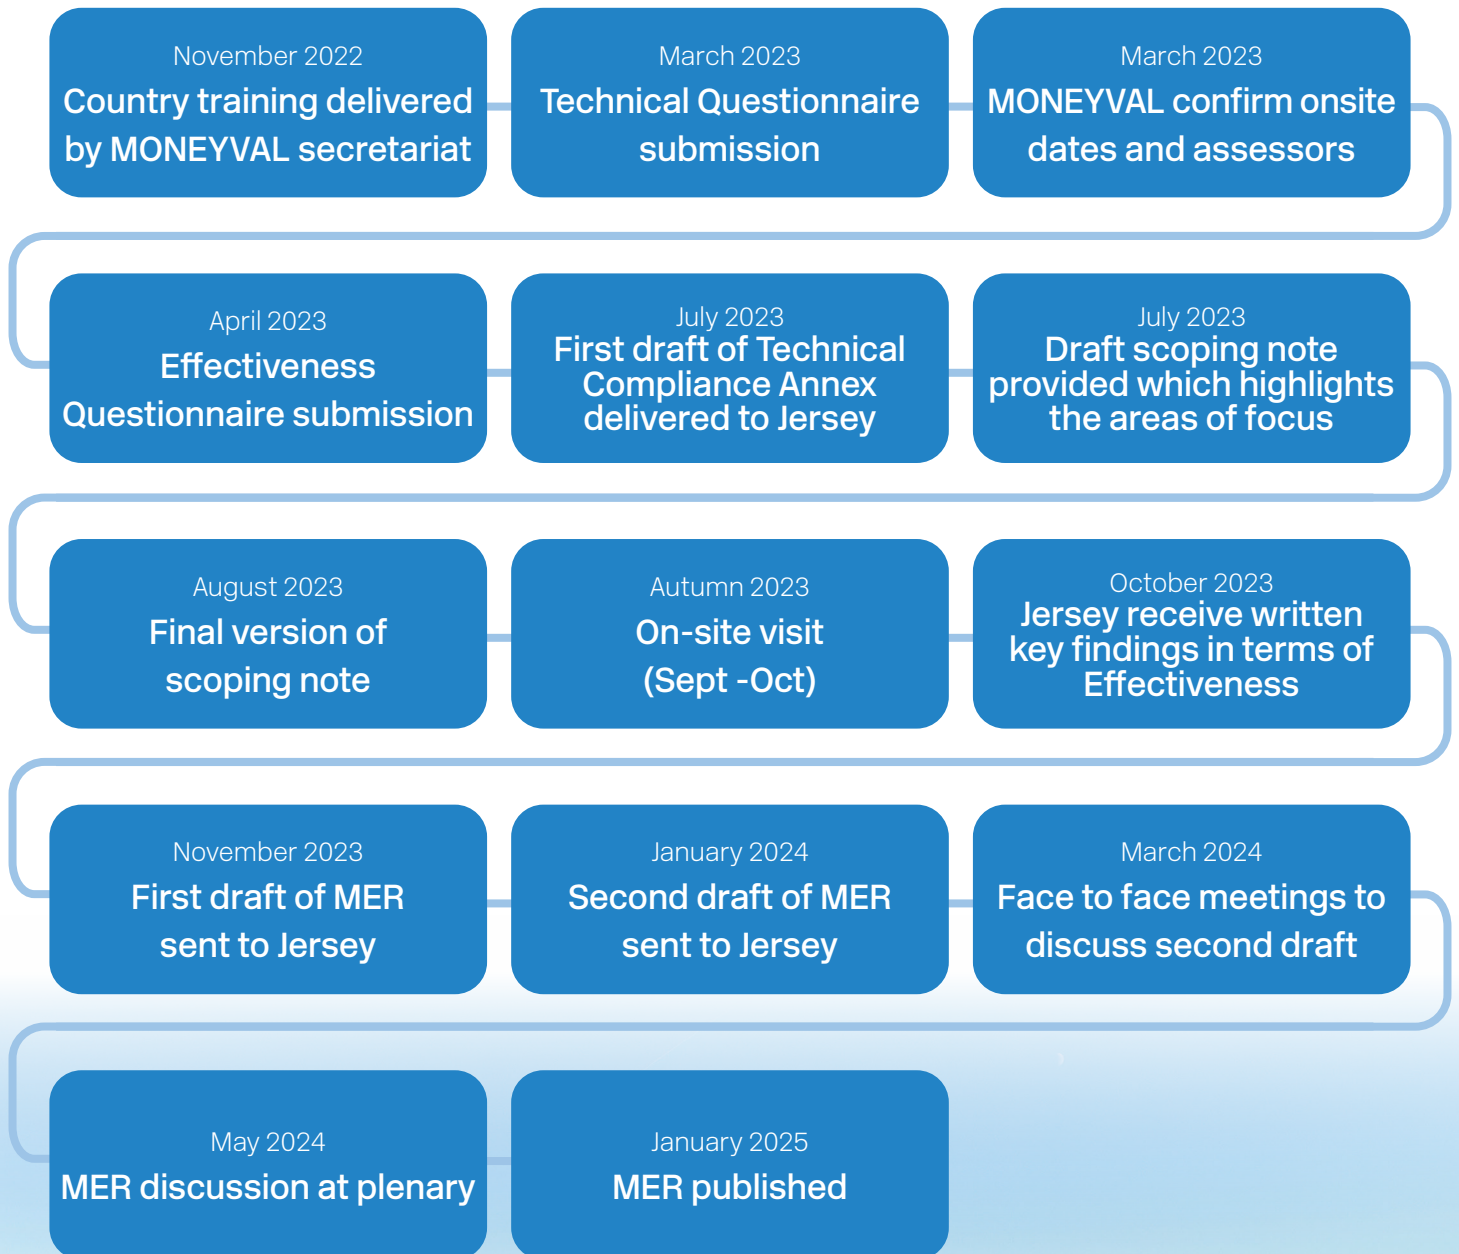 November 2022
Country training delivered
by MONEYVAL secretariat
March 2023
Technical Questionnaire
submission
March 2023
MONEYVAL confirm onsite
dates and assessors
April 2023
Effectiveness
Questionnaire submission
July 2023
First draft of Technical
Compliance Annex
delivered to Jersey
July 2023
Draft scoping note
provided which highlights
the areas of focus
August 2023
Final version of
scoping note
Autumn 2023
On-site visit
(Sept -Oct)
October 2023
Jersey receive written
key findings in terms of
Effectiveness
November 2023
First draft of MER
sent to Jersey
January 2024
Second draft of MER
sent to Jersey
March 2024
Face to face meetings to
discuss second draft
May 2024
MER discussion at plenary
January 2025
MER published